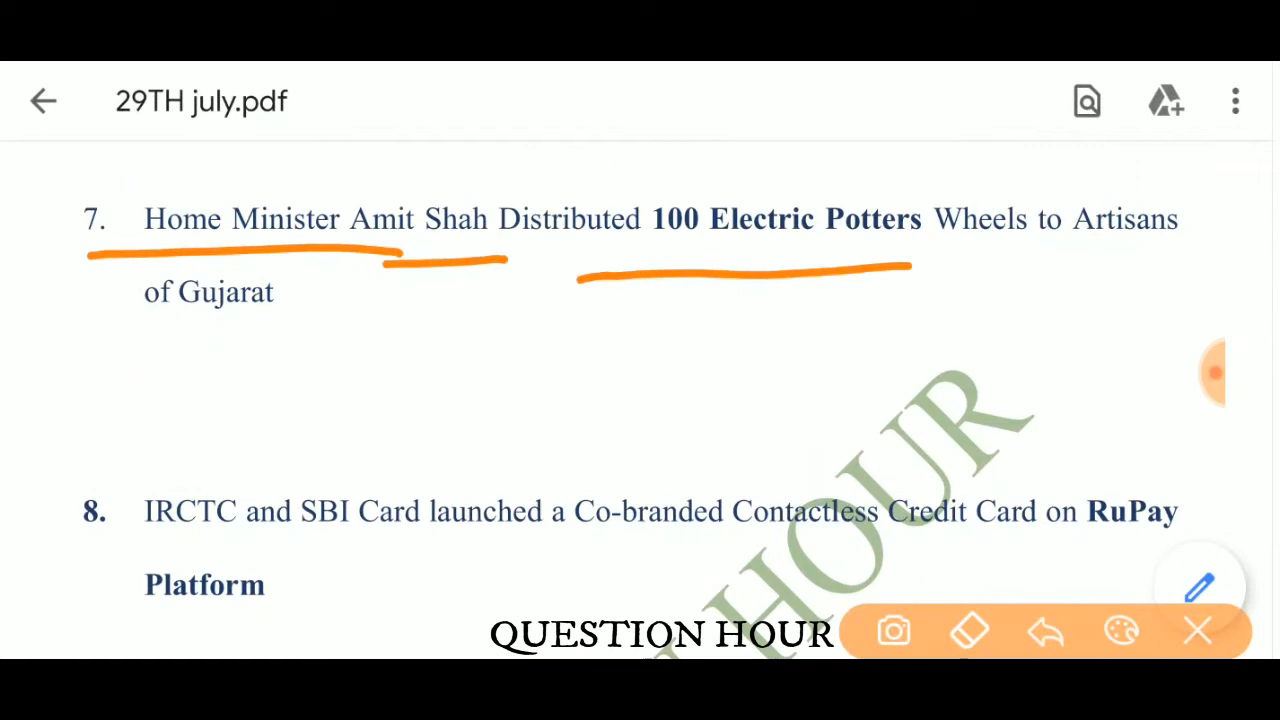 29TH july.pdf
7. Home Minister Amit Shah Distributed 100 Electric Potters Wheels to Artisans
of Gujarat
8. IRCTC and SBI Card launched a Co-branded Contactless Credit Card on RuPay
Platform
HOUR
QUESTION HOUR